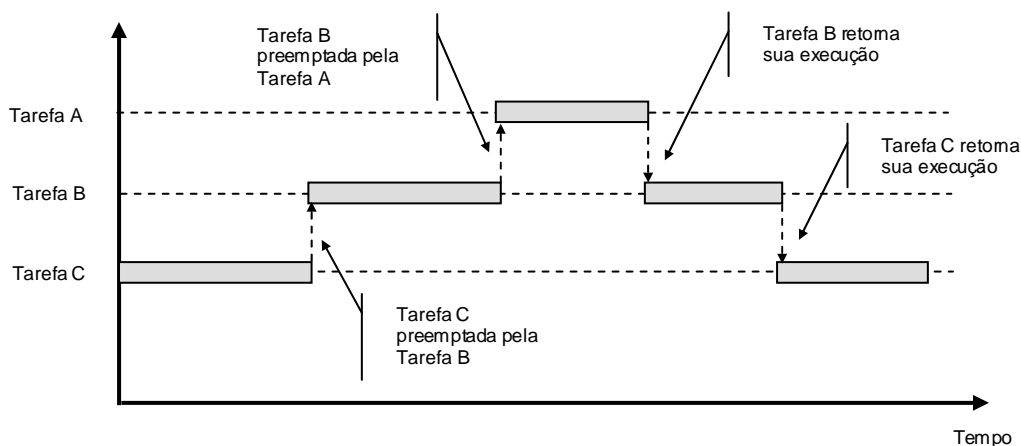 Tarefa B
preemptada pela
Tarefa A
Tarefa B retorna
sua execução
Tarefa A
Tarefa C retorna
sua execução
Tarefa B
Tarefa C
Tarefa C
preemptada pela
Tarefa B
Tempo